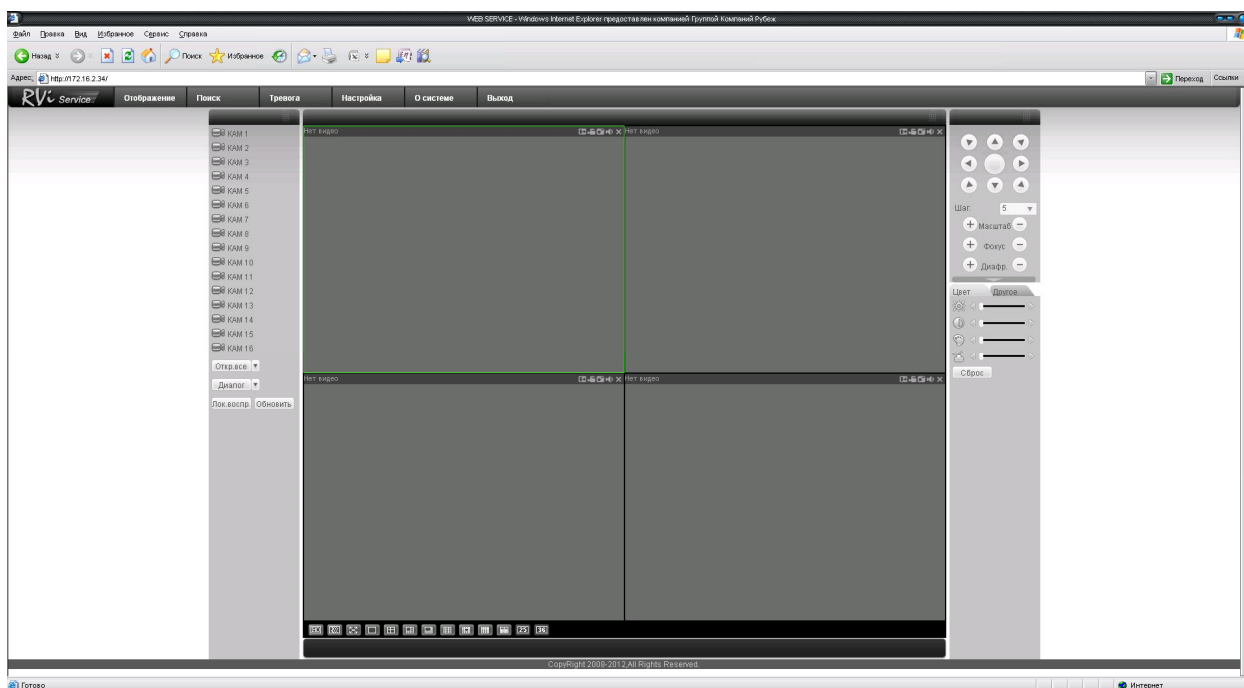 WEB SERVICE - Windows Internet Explorer предоставлен компанией Группой Компаний Рубеж
Файл Правка Вид Избранное Сервис Справка
Назад Поиск Избранное
Адрес: http://172.16.2.34/ Переход Ссылки
RVi Service Отображение Поиск Тревога Настройка О системе Выход
КАМ 1
КАМ 2
КАМ 3
КАМ 4
КАМ 5
КАМ 6
КАМ 7
КАМ 8
КАМ 9
КАМ 10
КАМ 11
КАМ 12
КАМ 13
КАМ 14
КАМ 15
КАМ 16
Откр.все
Диалог
Лок.воспр. Обновить
Нет видео
Нет видео
Нет видео
Нет видео
25 36
Шаг 5
Масштаб
Фокус
Диафр.
Цвет Другое
Сброс
CopyRight 2008-2012,All Rights Reserved.
Готово Интернет